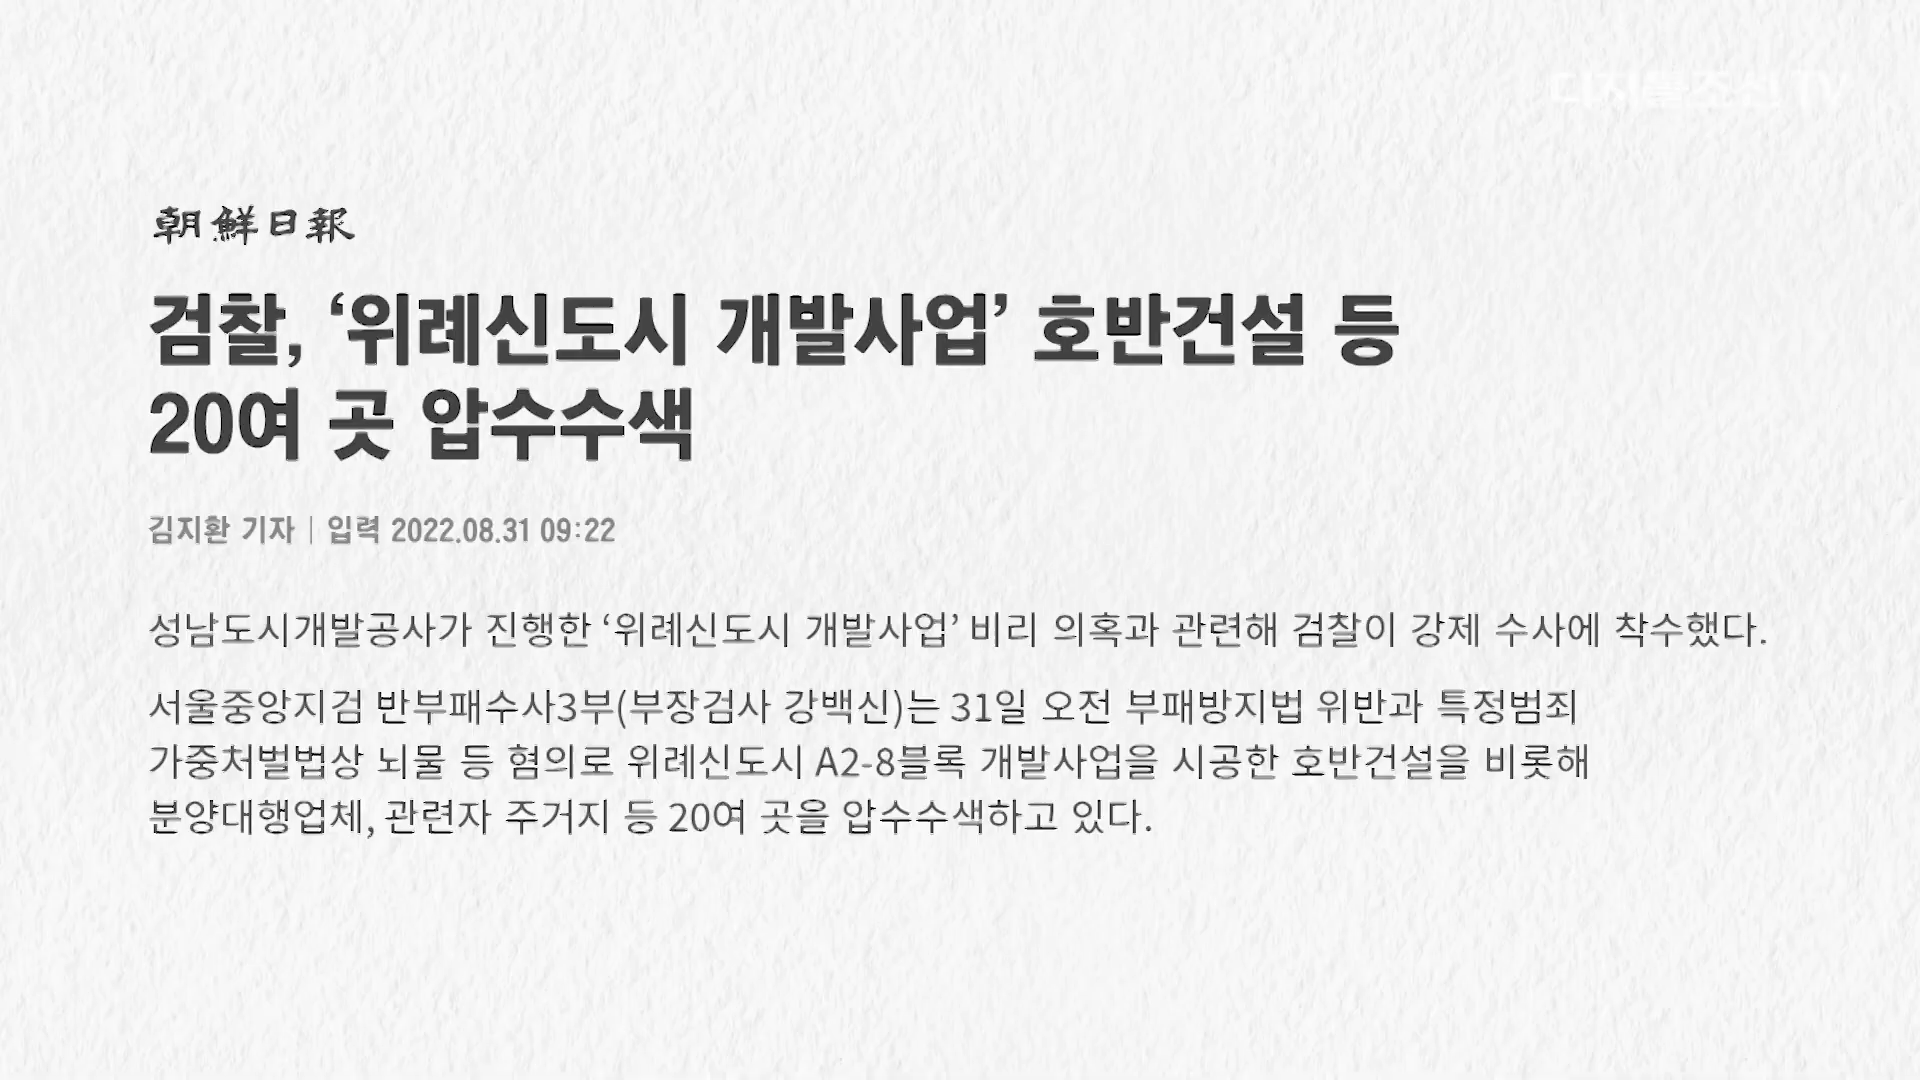 디지틀조선TV
朝鮮日報
검찰, ‘위례신도시 개발사업’ 호반건설 등
20여 곳 압수수색
김지환 기자 | 입력 2022.08.31 09:22
성남도시개발공사가 진행한 ‘위례신도시 개발사업’ 비리 의혹과 관련해 검찰이 강제 수사에 착수했다.
서울중앙지검 반부패수사3부(부장검사 강백신)는 31일 오전 부패방지법 위반과 특정범죄
가중처벌법상 뇌물 등 혐의로 위례신도시 A2-8블록 개발사업을 시공한 호반건설을 비롯해
분양대행업체, 관련자 주거지 등 20여 곳을 압수수색하고 있다.